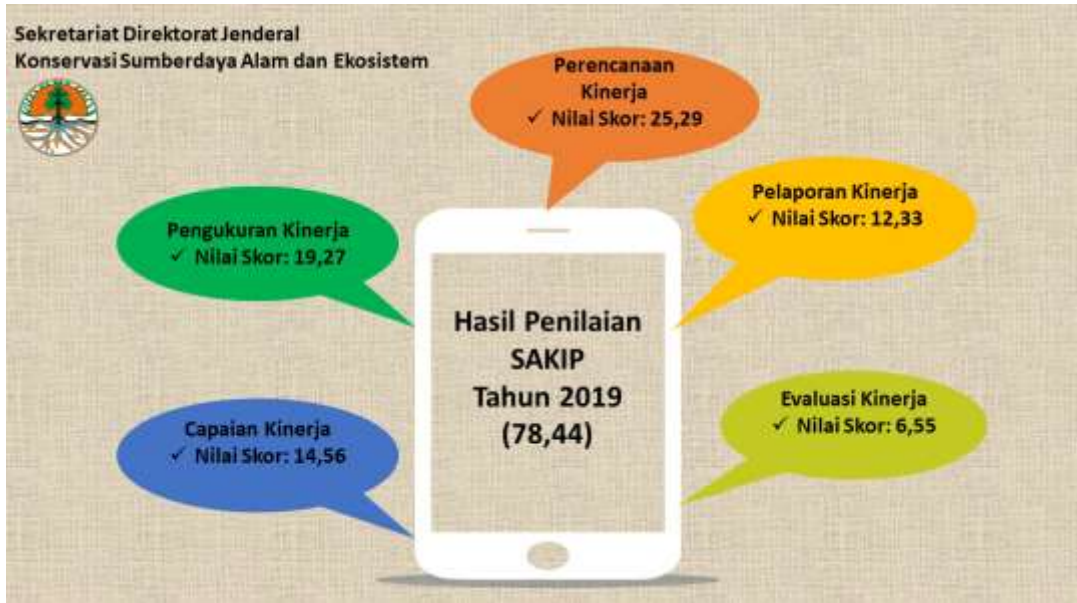 Sekretariat Direktorat Jenderal
Konservasi Sumberdaya Alam dan Ekosistem
Perencanaan
Kinerja
✓ Nilai Skor: 25,29
Pelaporan Kinerja
✓ Nilai Skor: 12,33
Pengukuran Kinerja
✓ Nilai Skor: 19,27
Hasil Penilaian
SAKIP
Tahun 2019
(78,44)
Evaluasi Kinerja
✓ Nilai Skor: 6,55
Capaian Kinerja
✓ Nilai Skor: 14,56